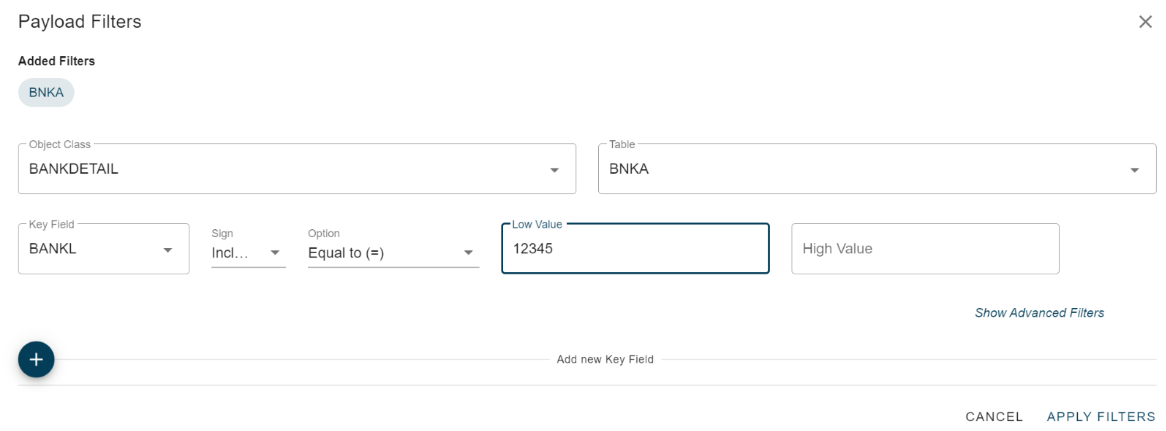 Payload Filters
Added Filters
BNKA
Object Class
BANKDETAIL
Table
BNKA
Key Field
BANKL
Sign
Incl...
Option
Equal to (=)
Low Value
12345
High Value
Show Advanced Filters
+
Add new Key Field
CANCEL APPLY FILTERS